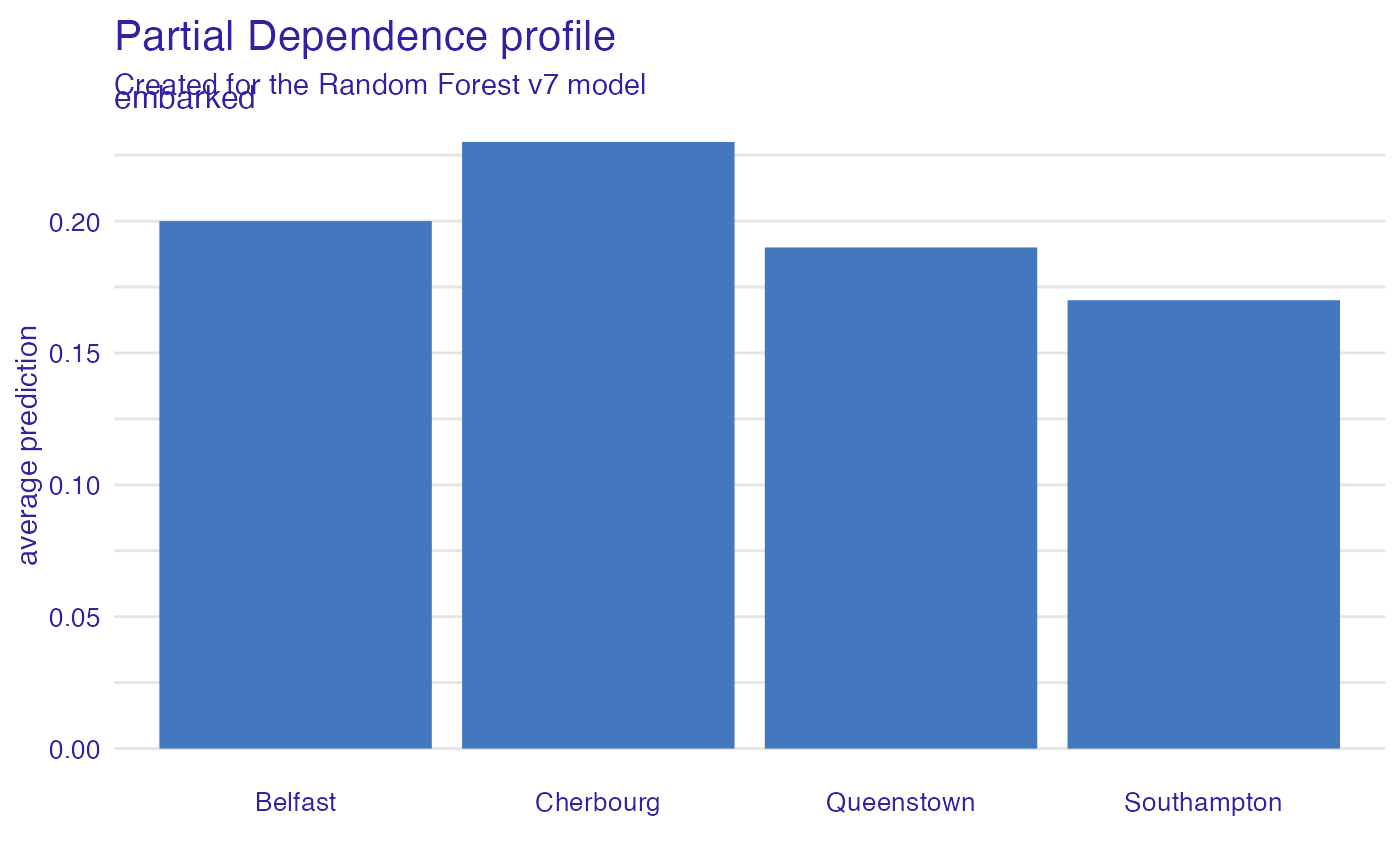 Partial Dependence profile
Created for the Random Forest v7 model
embarked
average prediction
0.20
0.15
0.10
0.05
0.00
Belfast
Cherbourg
Queenstown
Southampton